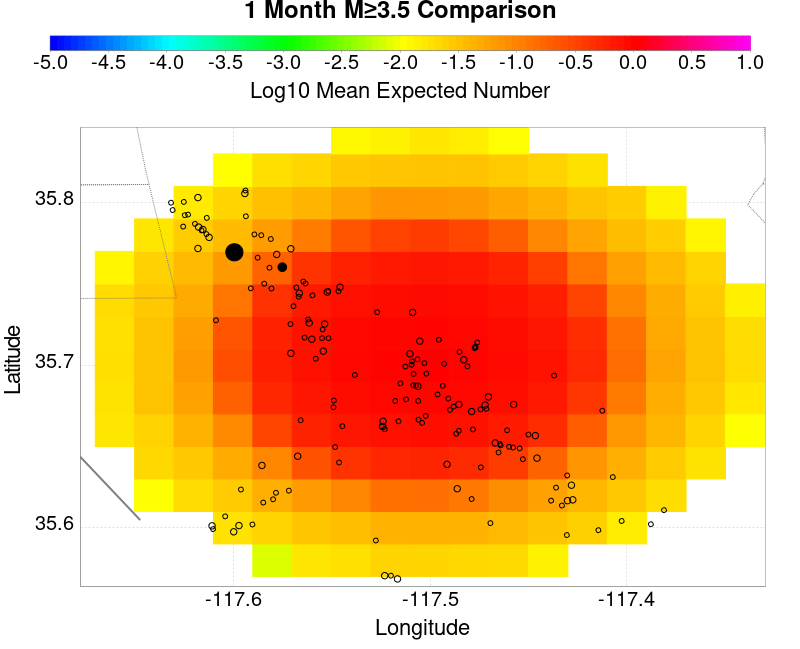 1 Month M≥3.5 Comparison
-5.0 -4.5 -4.0 -3.5 -3.0 -2.5 -2.0 -1.5 -1.0 -0.5 0.0 0.5 1.0
Log10 Mean Expected Number
35.8
35.7
35.6
Latitude
-117.6 -117.5 -117.4
Longitude